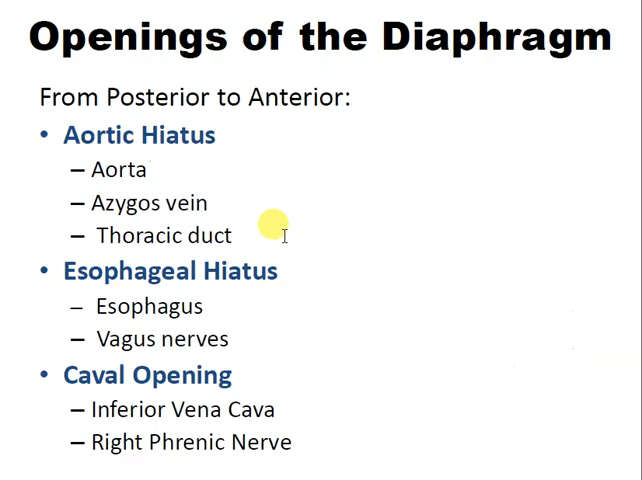 Openings of the Diaphragm
From Posterior to Anterior:
• Aortic Hiatus
– Aorta
– Azygos vein
– Thoracic duct
• Esophageal Hiatus
– Esophagus
– Vagus nerves
• Caval Opening
– Inferior Vena Cava
– Right Phrenic Nerve